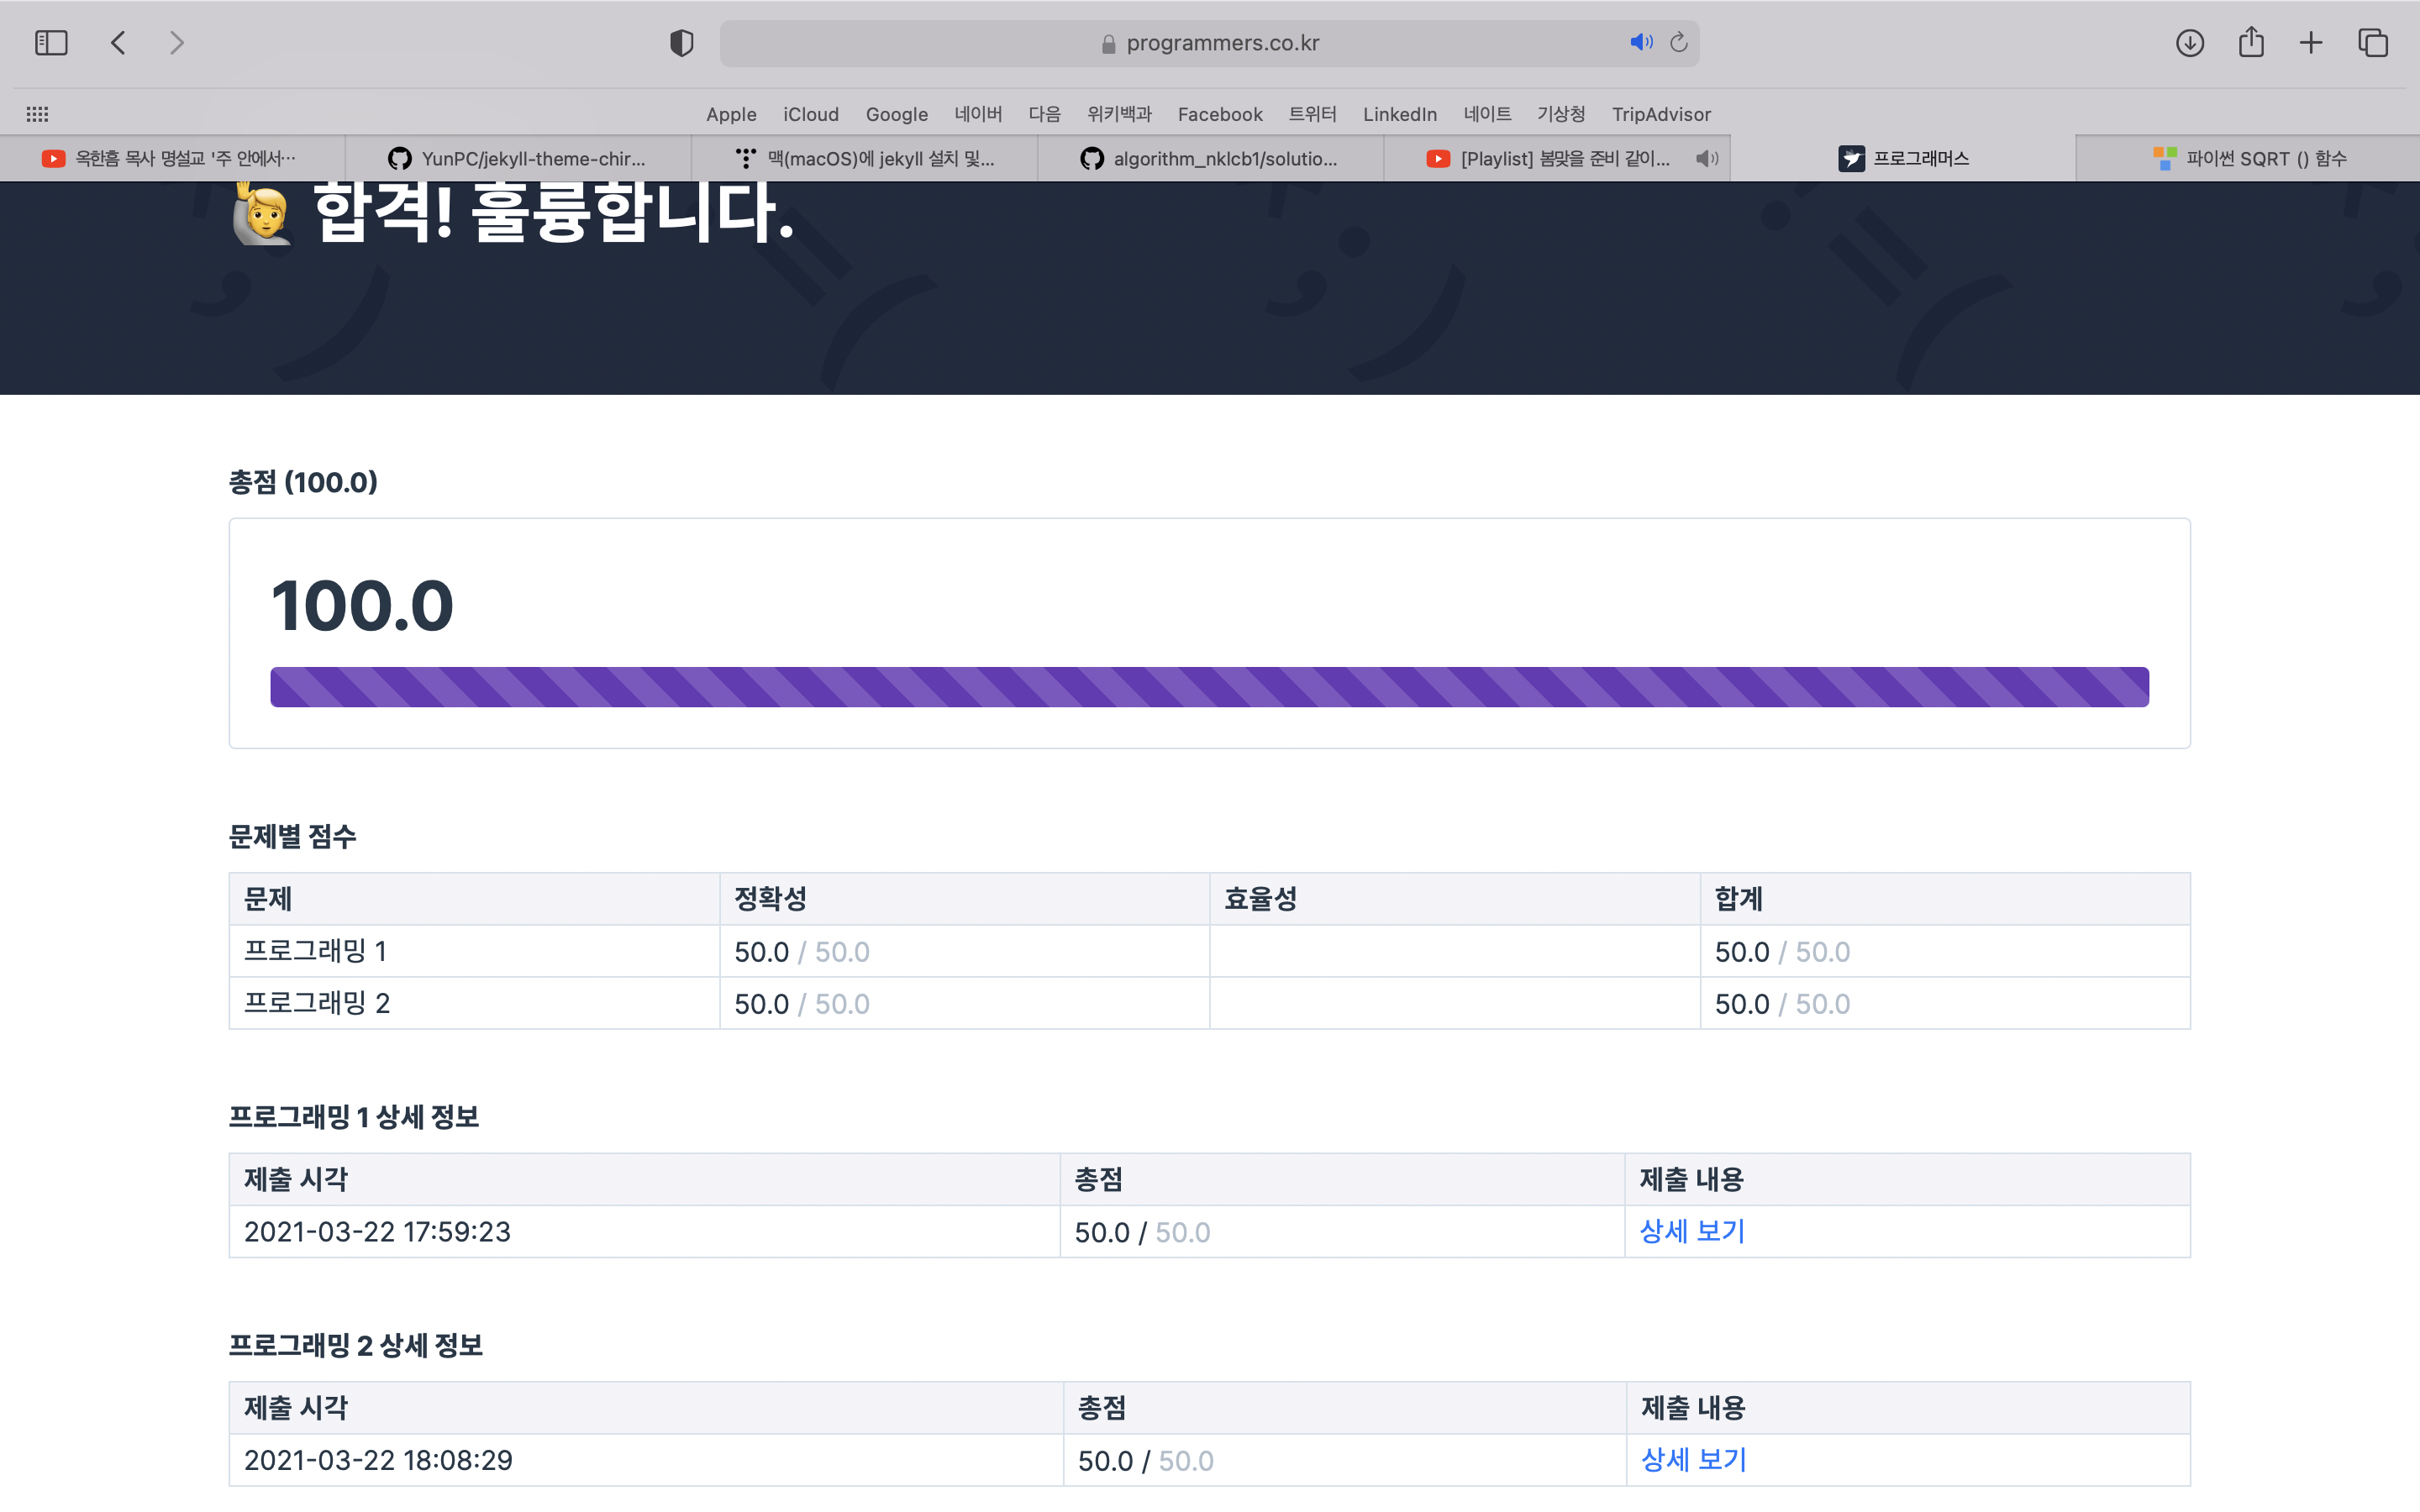 programmers.co.kr
Apple iCloud Google 네이버 다음 위키백과 Facebook 트위터 LinkedIn 네이트 기상청 TripAdvisor
옥한흠 목사 명설교 '주 안에서··· YunPC/jekyll-theme-chir... 맥(macOS)에 jekyll 설치 및... algorithm_nklcb1/solutio... [Playlist] 봄맞을 준비 같이... 프로그래머스 파이썬 SQRT () 함수
🙋 합격! 훌륭합니다.
총점 (100.0)
100.0
문제별 점수
문제 정확성 효율성 합계
프로그래밍 1 50.0 / 50.0 50.0 / 50.0
프로그래밍 2 50.0 / 50.0 50.0 / 50.0
프로그래밍 1 상세 정보
제출 시각 총점 제출 내용
2021-03-22 17:59:23 50.0 / 50.0 상세 보기
프로그래밍 2 상세 정보
제출 시각 총점 제출 내용
2021-03-22 18:08:29 50.0 / 50.0 상세 보기